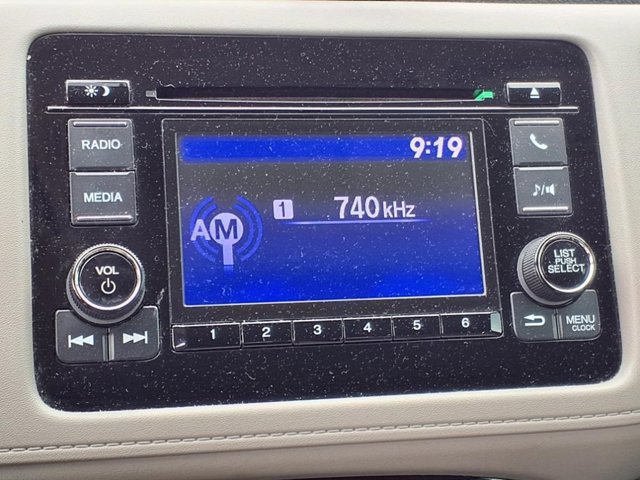 RADIO
MEDIA
VOL
9:19
1 740kHz
AM
LIST
PUSH
SELECT
MENU
CLOCK
1 2 3 4 5 6